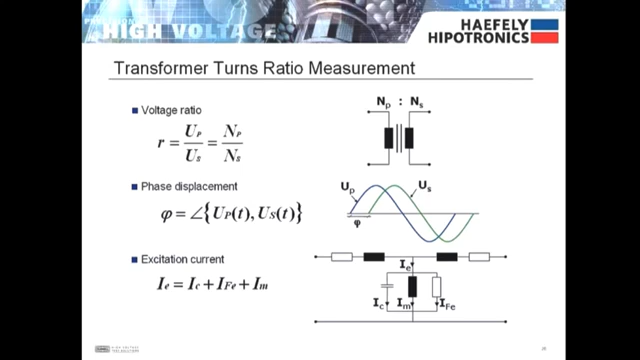 HIGH VOLTAGE
HAEFELY
HIPOTRONICS
Transformer Turns Ratio Measurement
Voltage ratio
r = UP/US = NP/NS
Np : Ns
Phase displacement
φ = ∠{UP(t), US(t)}
Up
Us
φ
Excitation current
Ie = Ic + IFe + Im
Ie
Ic
Im
IFe